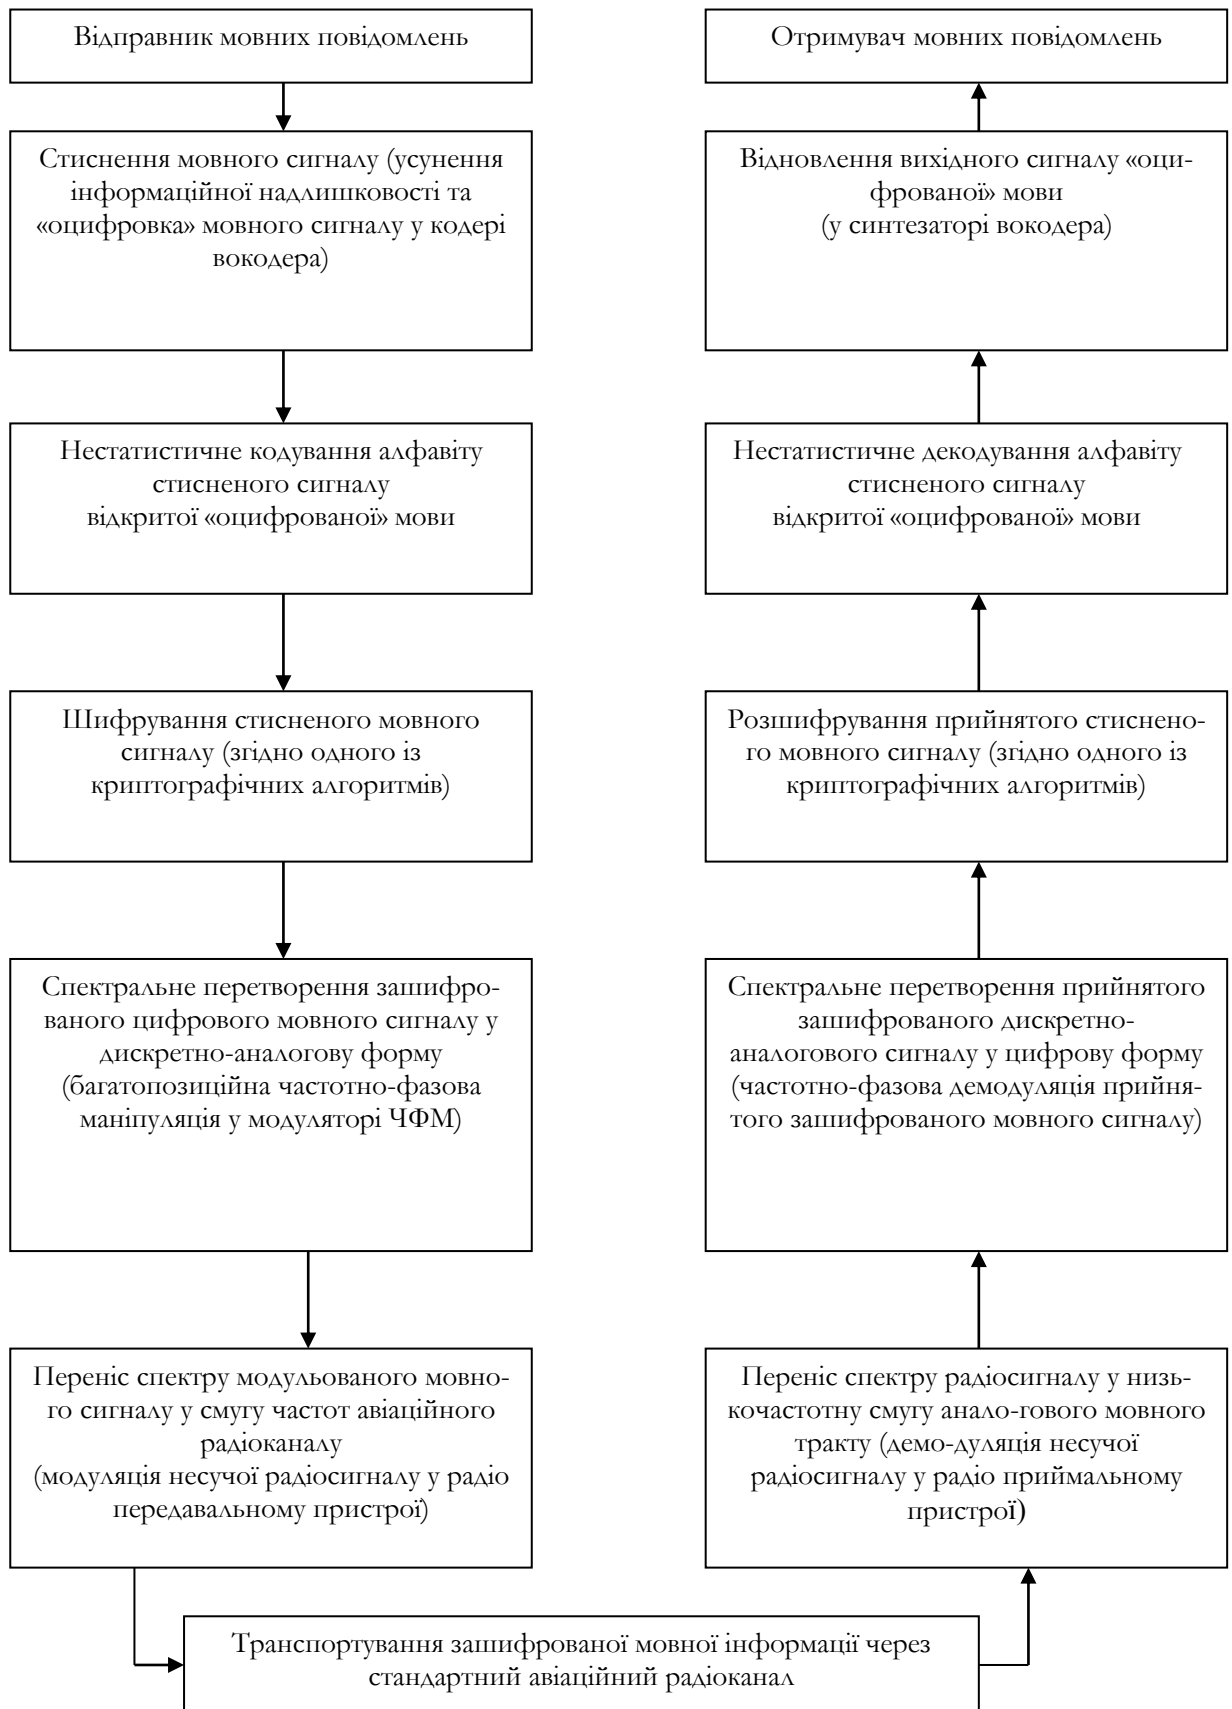 Відправник мовних повідомлень
Стиснення мовного сигналу (усунення
інформаційної надлишковості та
«оцифровка» мовного сигналу у кодері
вокодера)
Нестатистичне кодування алфавіту
стисненого сигналу
відкритої «оцифрованої» мови
Шифрування стисненого мовного
сигналу (згідно одного із
криптографічних алгоритмів)
Спектральне перетворення зашифро-
ваного цифрового мовного сигналу у
дискретно-аналогову форму
(багатопозиційна частотно-фазова
маніпуляція у модуляторі ЧФМ)
Переніс спектру модульованого мовно-
го сигналу у смугу частот авіаційного
радіоканалу
(модуляція несучої радіосигналу у радіо
передавальному пристрої)
Транспортування зашифрованої мовної інформації через
стандартний авіаційний радіоканал
Переніс спектру радіосигналу у низь-
кочастотну смугу анало-гового мовного
тракту (демо-дуляція несучої
радіосигналу у радіо приймальному
пристрої)
Спектральне перетворення прийнятого
зашифрованого дискретно-
аналогового сигналу у цифрову форму
(частотно-фазова демодуляція прийня-
того зашифрованого мовного сигналу)
Розшифрування прийнятого стиснено-
го мовного сигналу (згідно одного із
криптографічних алгоритмів)
Нестатистичне декодування алфавіту
стисненого сигналу
відкритої «оцифрованої» мови
Відновлення вихідного сигналу «оци-
фрованої» мови
(у синтезаторі вокодера)
Отримувач мовних повідомлень